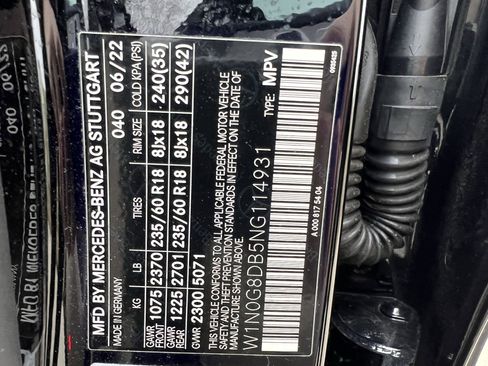 MFD BY MERCEDES-BENZ AG STUTTGART
MADE IN GERMANY 040 06/22
KG LB TIRES RIM SIZE COLD KPA(PSI)
GAWR FRONT 1075 2370 235/60 R18 8Jx18 240(35)
GAWR REAR 1225 2701 235/60 R18 8Jx18 290(42)
GVWR 2300 5071
THIS VEHICLE CONFORMS TO ALL APPLICABLE FEDERAL MOTOR VEHICLE
SAFETY AND THEFT PREVENTION STANDARDS IN EFFECT ON THE DATE OF
MANUFACTURE SHOWN ABOVE.
W1N0G8DB5NG114931 TYPE: MPV
A 000 817 54 04